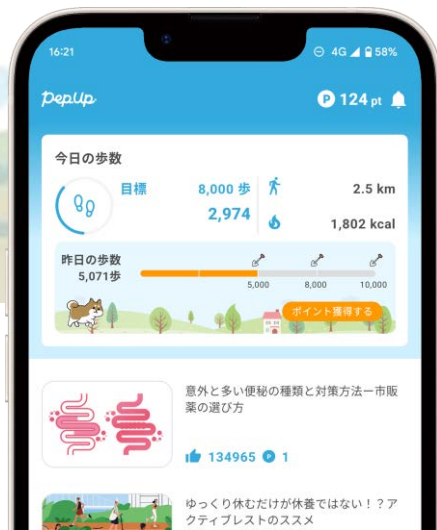 16:21
4G 58%
PepUp
P 124 pt
今日の歩数
目標 8,000 歩
2,974
2.5 km
1,802 kcal
昨日の歩数
5,071歩
5,000 8,000 10,000
ポイント獲得する
意外と多い便秘の種類と対策方法ー市販
薬の選び方
134965 P 1
ゆっくり休むだけが休養ではない！？ア
クティブレストのススメ